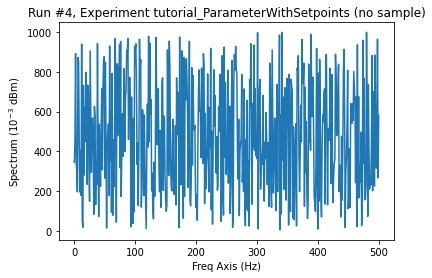 Run #4, Experiment tutorial_ParameterWithSetpoints (no sample)
Spectrum (10⁻³ dBm)
1000
800
600
400
200
0
0 100 200 300 400 500
Freq Axis (Hz)